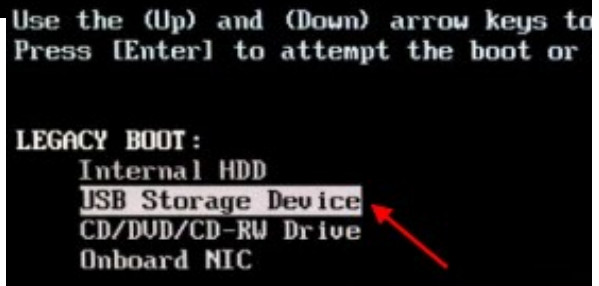 Use the (Up) and (Down) arrow keys to
Press [Enter] to attempt the boot or
LEGACY BOOT:
Internal HDD
USB Storage Device
CD/DVD/CD-RW Drive
Onboard NIC